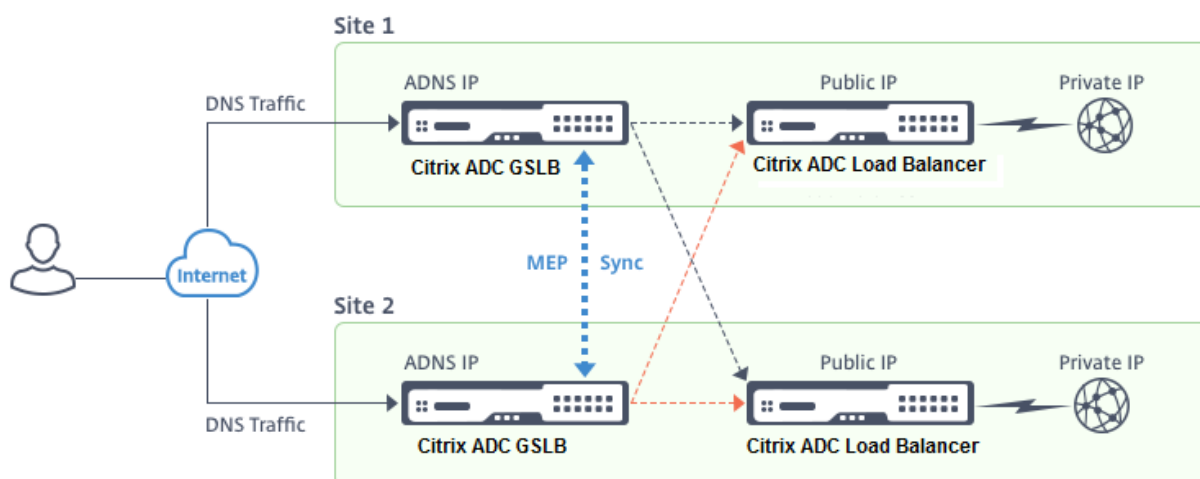 Site 1
ADNS IP
Public IP
Private IP
DNS Traffic
Citrix ADC GSLB
Citrix ADC Load Balancer
MEP Sync
Internet
Site 2
ADNS IP
Public IP
Private IP
DNS Traffic
Citrix ADC GSLB
Citrix ADC Load Balancer